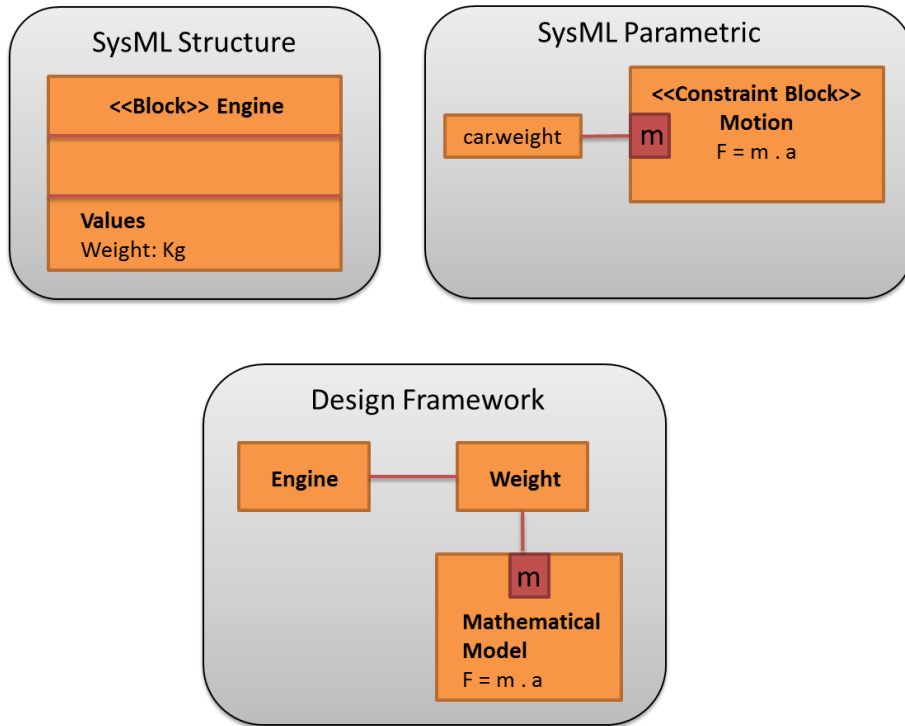 SysML Structure
<<Block>> Engine
Values
Weight: Kg
SysML Parametric
car.weight
m
<<Constraint Block>>
Motion
F = m . a
Design Framework
Engine
Weight
m
Mathematical
Model
F = m . a